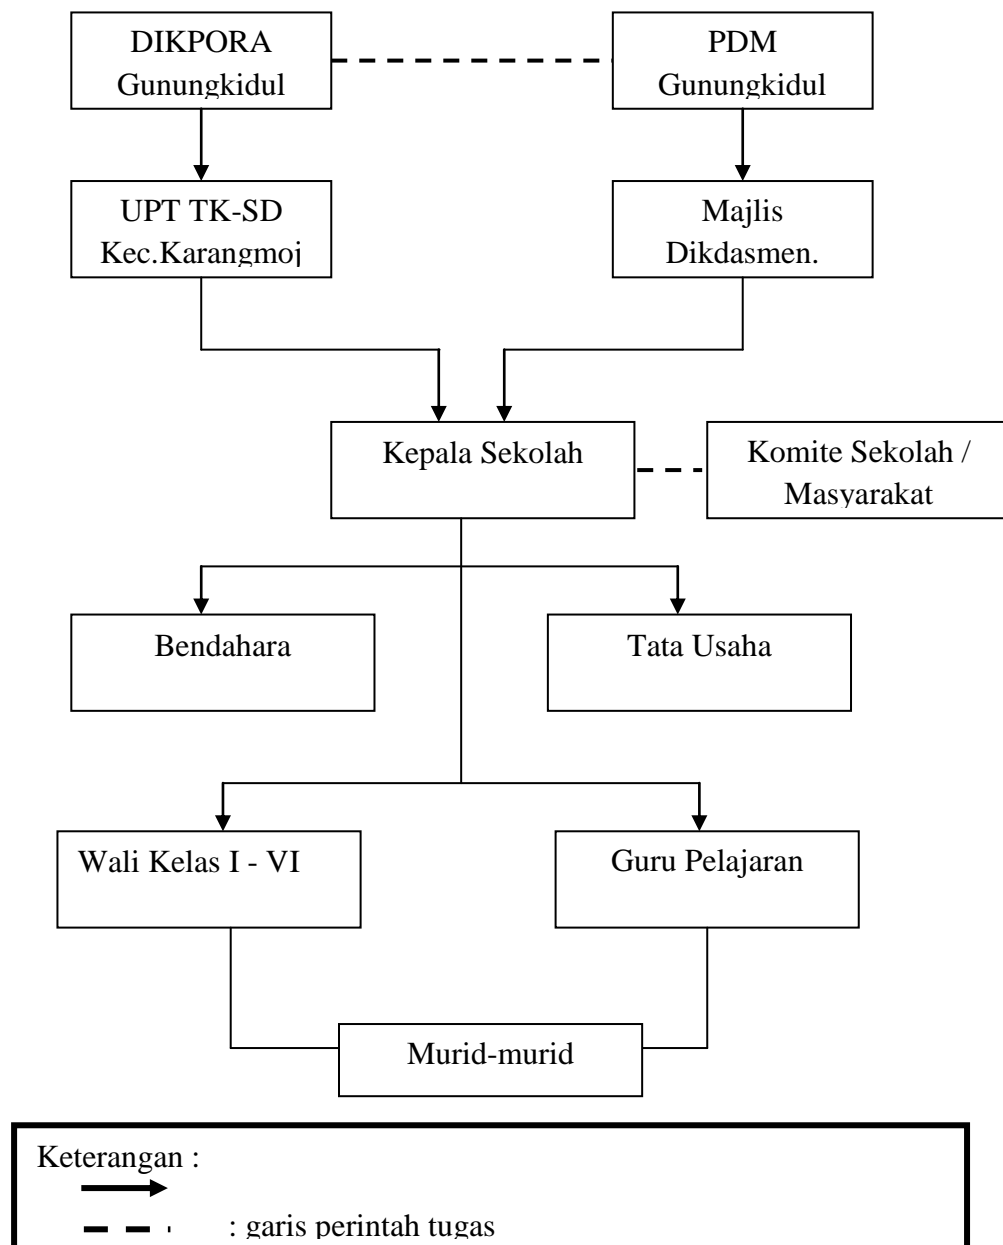 DIKPORA
Gunungkidul
PDM
Gunungkidul
UPT TK-SD
Kec.Karangmoj
Majlis
Dikdasmen.
Kepala Sekolah
Komite Sekolah /
Masyarakat
Bendahara
Tata Usaha
Wali Kelas I - VI
Guru Pelajaran
Murid-murid
Keterangan :
: garis perintah tugas